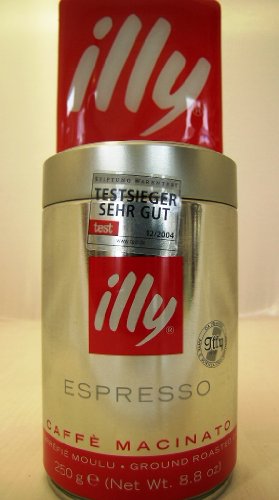 illy
STIFTUNG WARENTEST
TESTSIEGER
SEHR GUT
test 12/2004
illy®
illy
ESPRESSO
CAFFÈ MACINATO
MOULU - GROUND ROASTED
250 g e (Net Wt. 8.8 oz)